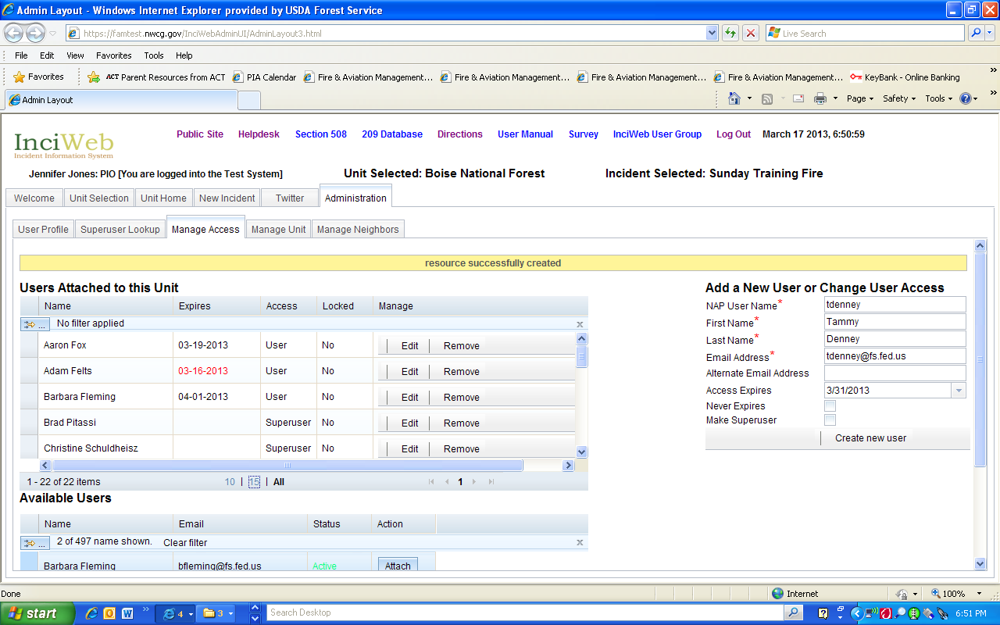 Admin Layout - Windows Internet Explorer provided by USDA Forest Service
https://famtest.nwcg.gov/InciWebAdminUI/AdminLayout3.html
Live Search
File Edit View Favorites Tools Help
Favorites ACT Parent Resources from ACT PIA Calendar Fire & Aviation Management... Fire & Aviation Management... Fire & Aviation Management... Fire & Aviation Management... KeyBank - Online Banking
Admin Layout
Page Safety Tools
InciWeb
Incident Information System
Public Site Helpdesk Section 508 209 Database Directions User Manual Survey InciWeb User Group Log Out March 17 2013, 6:50:59
Jennifer Jones: PIO [You are logged into the Test System] Unit Selected: Boise National Forest Incident Selected: Sunday Training Fire
Welcome Unit Selection Unit Home New Incident Twitter Administration
User Profile Superuser Lookup Manage Access Manage Unit Manage Neighbors
resource successfully created
Users Attached to this Unit
Name Expires Access Locked Manage
... No filter applied x
Aaron Fox 03-19-2013 User No Edit Remove
Adam Felts 03-16-2013 User No Edit Remove
Barbara Fleming 04-01-2013 User No Edit Remove
Brad Pitassi Superuser No Edit Remove
Christine Schuldheisz Superuser No Edit Remove
1 - 22 of 22 items 10 | 15 | All 1
Available Users
Name Email Status Action
... 2 of 497 name shown. Clear filter x
Barbara Fleming bfleming@fs.fed.us Active Attach
Add a New User or Change User Access
NAP User Name* tdenney
First Name* Tammy
Last Name* Denney
Email Address* tdenney@fs.fed.us
Alternate Email Address
Access Expires 3/31/2013
Never Expires
Make Superuser
Create new user
Done Internet 100%
start 4 3 Search Desktop 6:51 PM